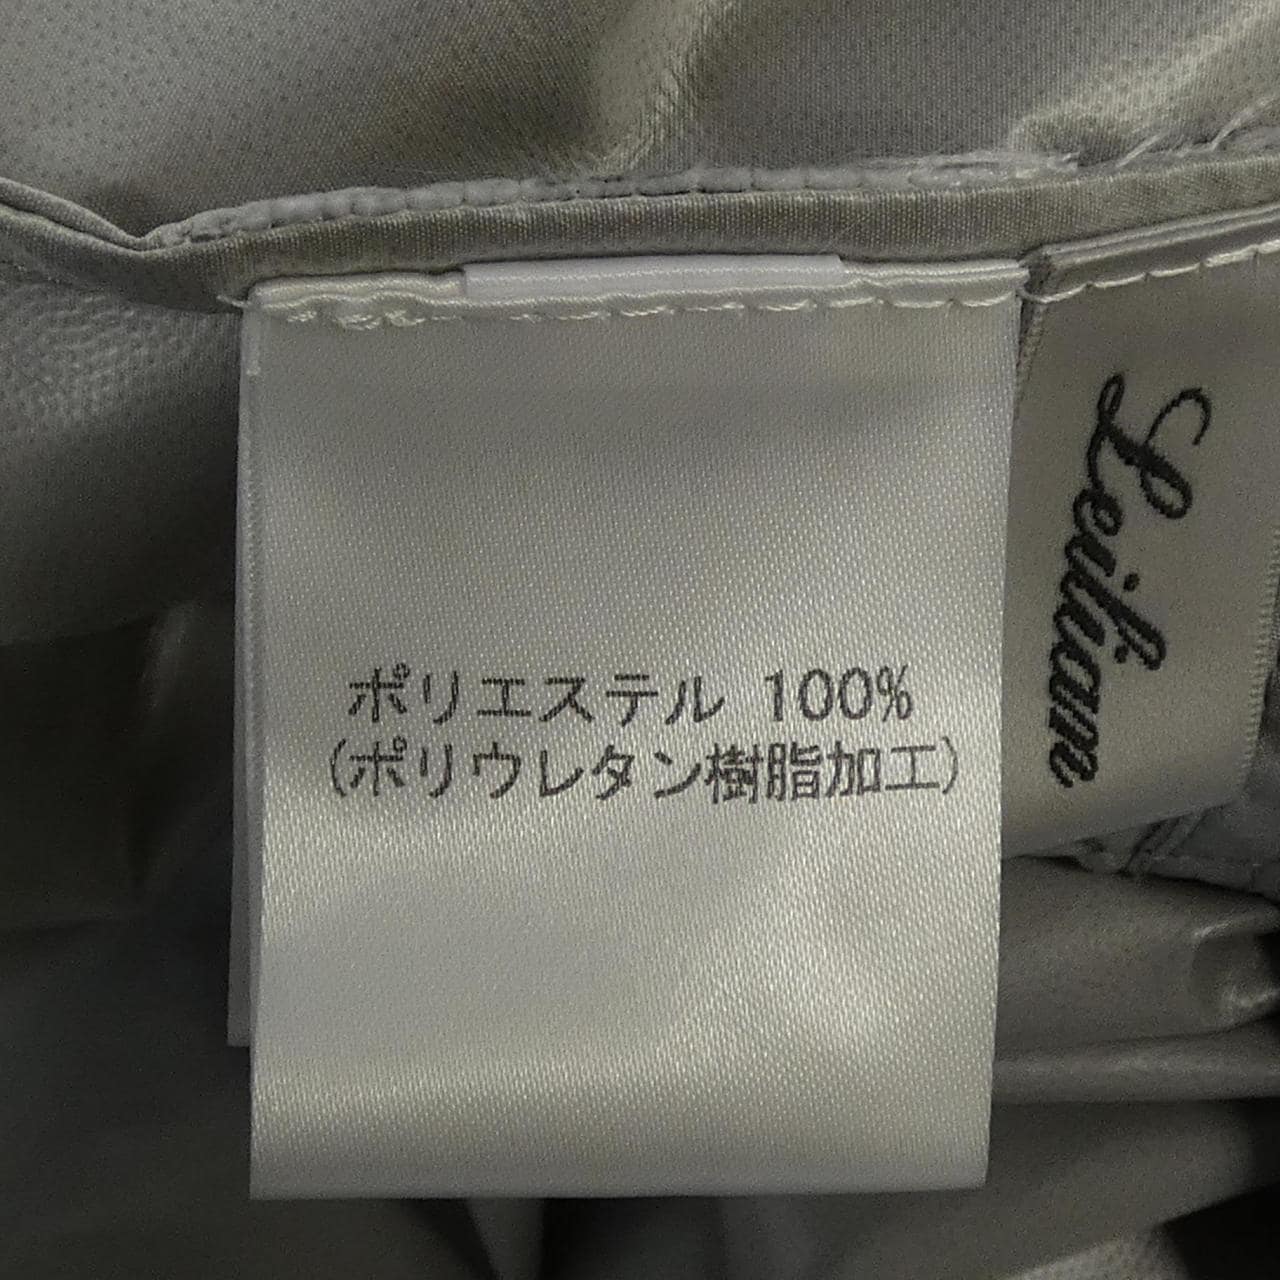 ポリエステル 100%
(ポリウレタン樹脂加工)
Leilian